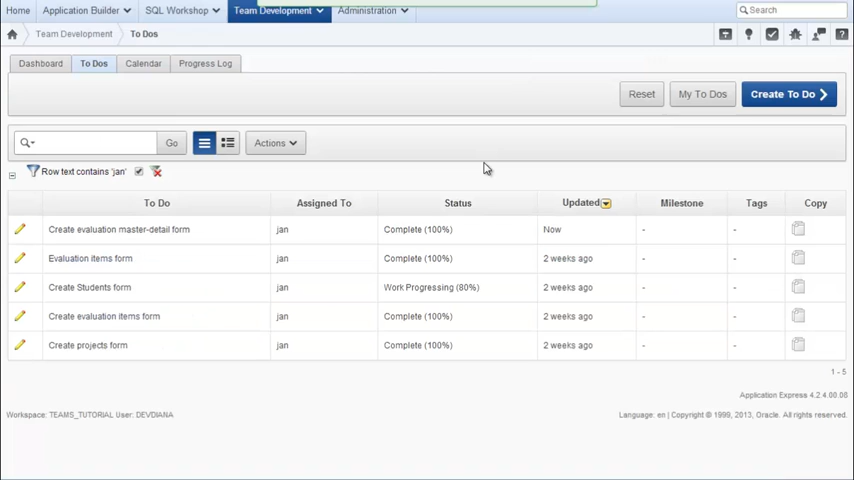 Home Application Builder SQL Workshop Team Development Administration Search
Team Development To Dos
Dashboard To Dos Calendar Progress Log
Reset My To Dos Create To Do
Go Actions
Row text contains 'jan'
To Do Assigned To Status Updated Milestone Tags Copy
Create evaluation master-detail form jan Complete (100%) Now - -
Evaluation items form jan Complete (100%) 2 weeks ago - -
Create Students form jan Work Progressing (80%) 2 weeks ago - -
Create evaluation items form jan Complete (100%) 2 weeks ago - -
Create projects form jan Complete (100%) 2 weeks ago - -
1 - 5
Application Express 4.2.4.00.08
Workspace: TEAMS_TUTORIAL User: DEVDIANA Language: en | Copyright © 1999, 2013, Oracle. All rights reserved.